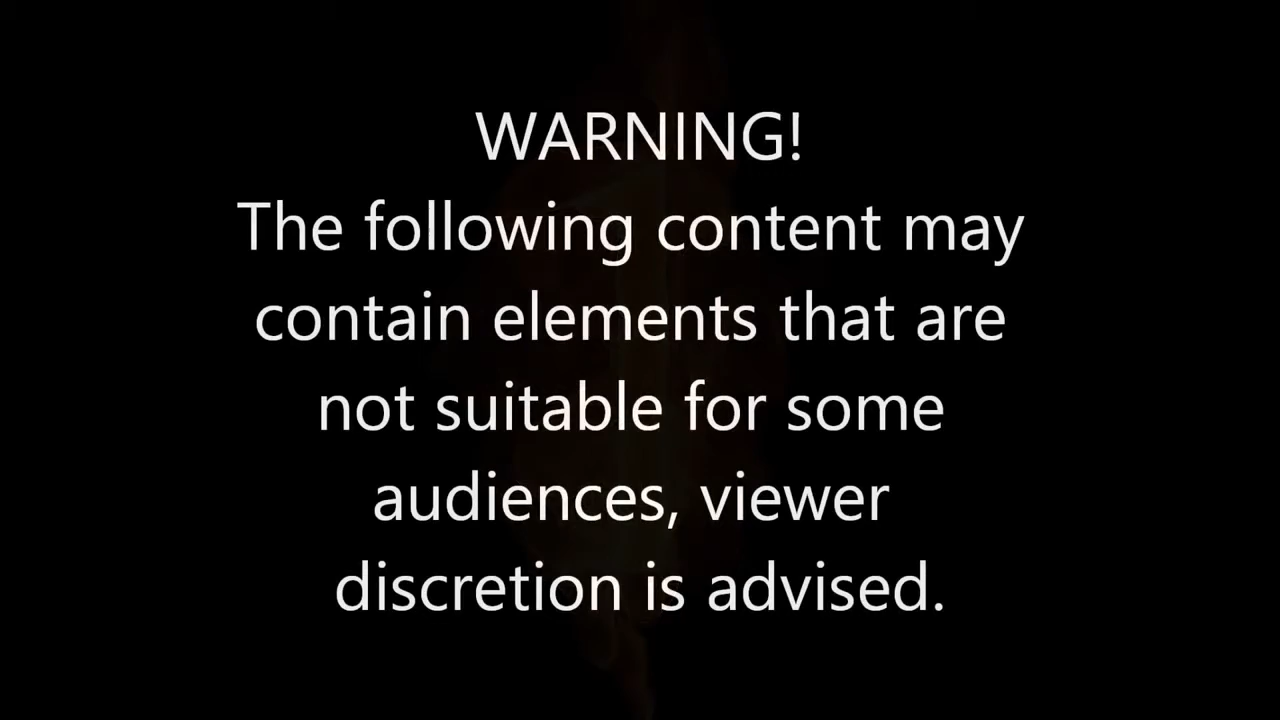 WARNING!
The following content may
contain elements that are
not suitable for some
audiences, viewer
discretion is advised.